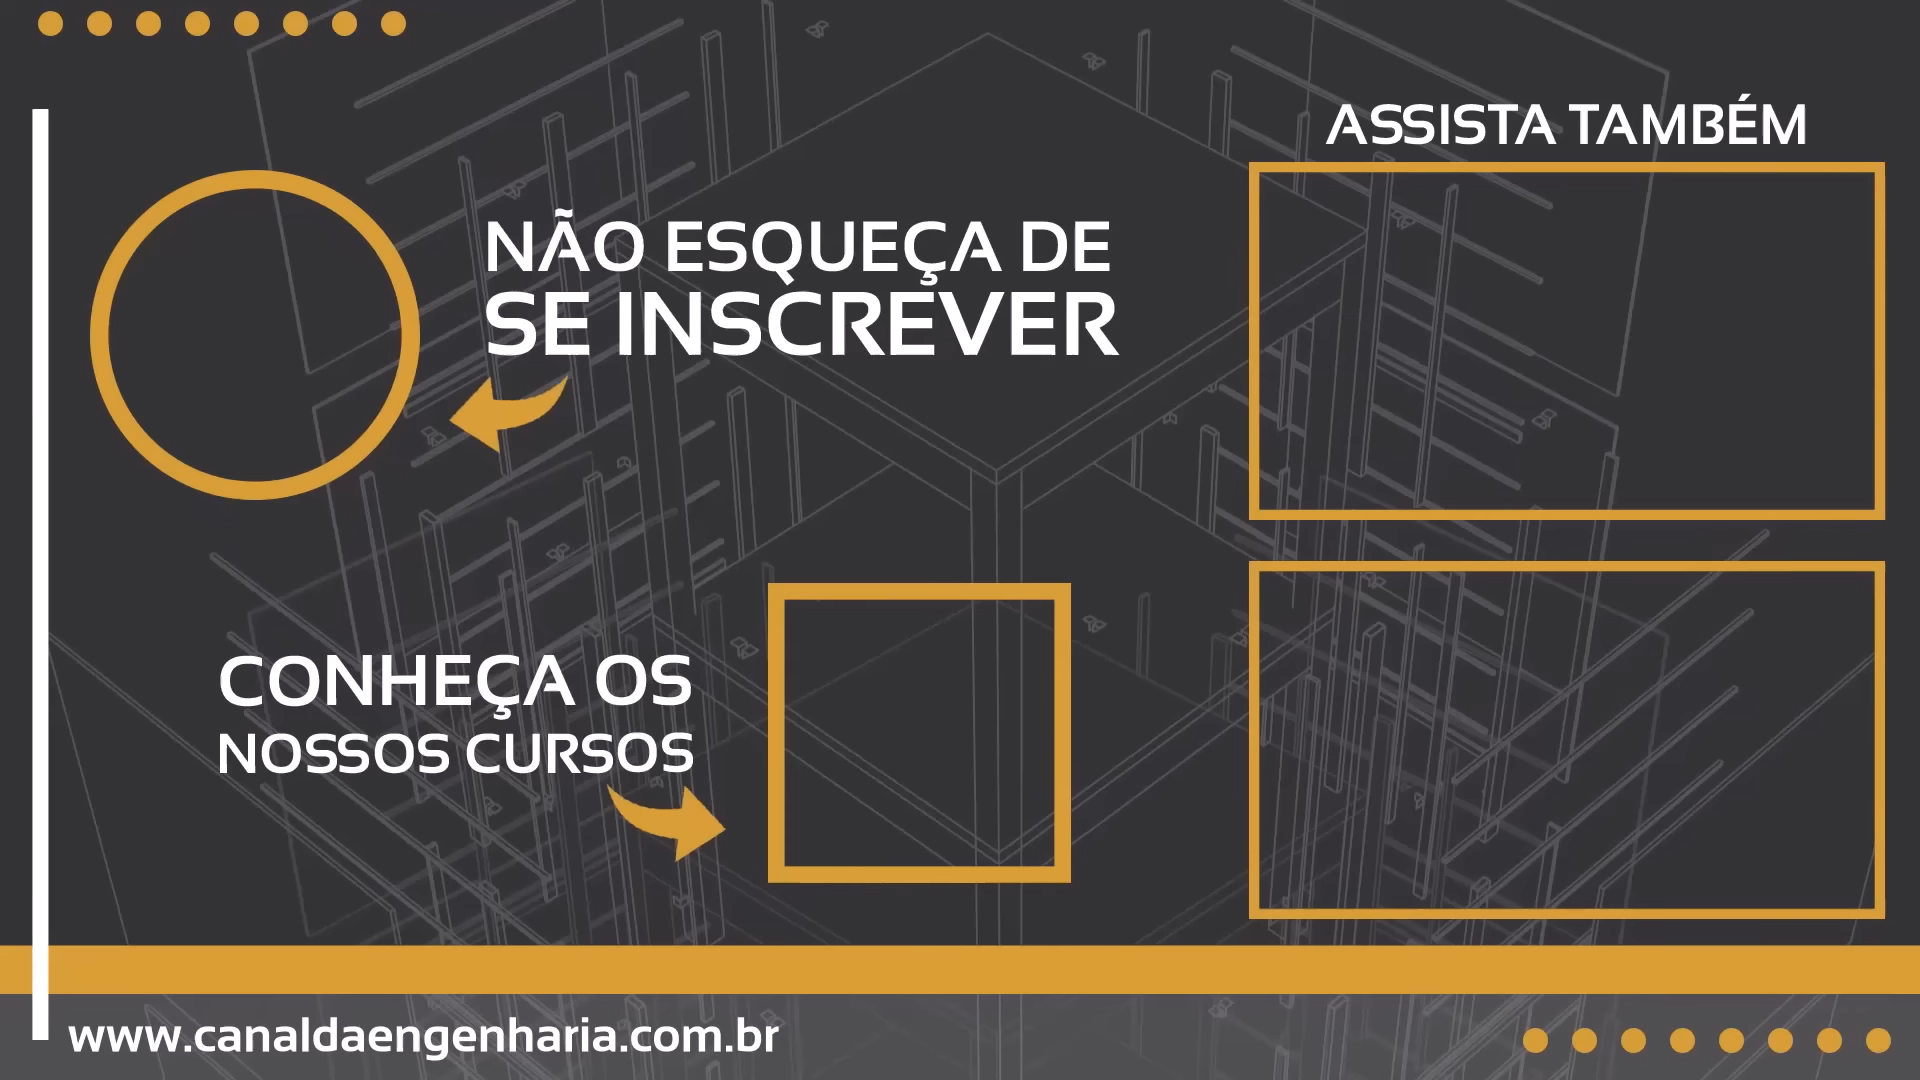 ASSISTA TAMBÉM
NÃO ESQUEÇA DE
SE INSCREVER
CONHEÇA OS
NOSSOS CURSOS
www.canaldaengenharia.com.br